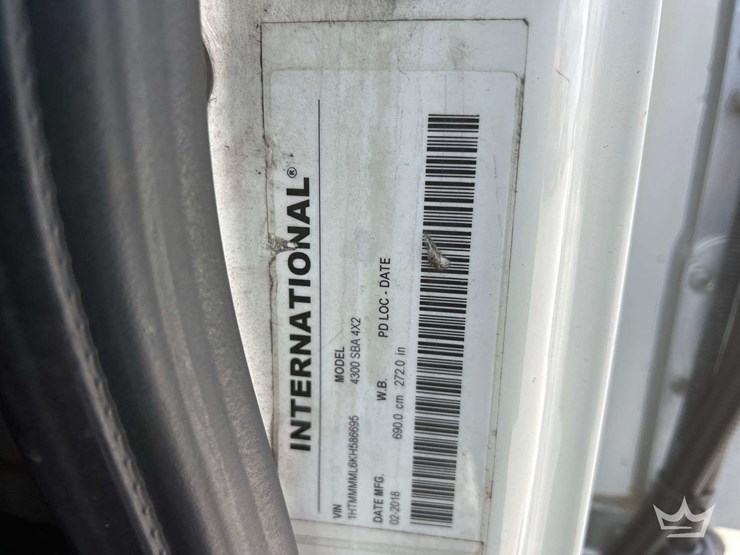 INTERNATIONAL®
VIN MODEL
1HTMMMML6KH586695 4300 SBA 4X2
DATE MFG. W.B. PD LOC - DATE
02-2018 690.0 cm 272.0 in